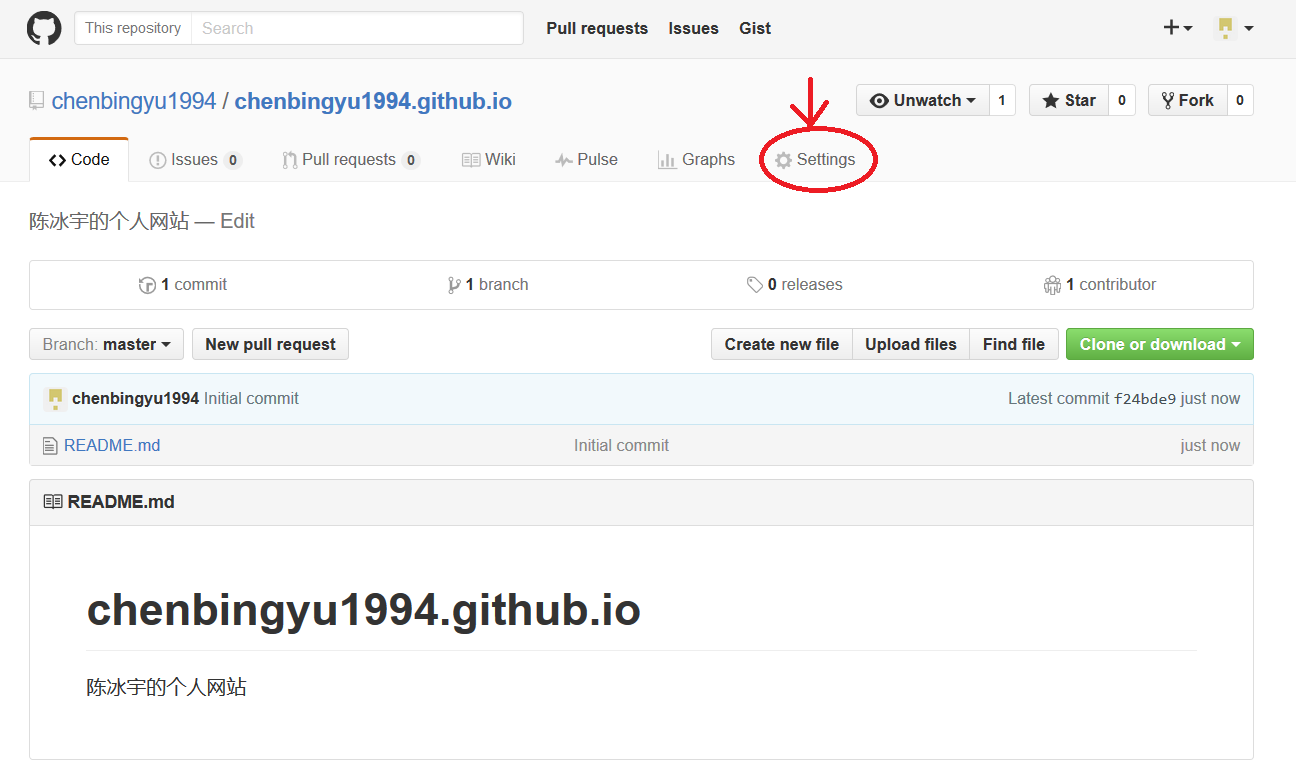 This repository Search Pull requests Issues Gist
chenbingyu1994 / chenbingyu1994.github.io Unwatch 1 Star 0 Fork 0
Code Issues 0 Pull requests 0 Wiki Pulse Graphs Settings
陈冰宇的个人网站 — Edit
1 commit 1 branch 0 releases 1 contributor
Branch: master New pull request Create new file Upload files Find file Clone or download
chenbingyu1994 Initial commit Latest commit f24bde9 just now
README.md Initial commit just now
README.md
chenbingyu1994.github.io
陈冰宇的个人网站